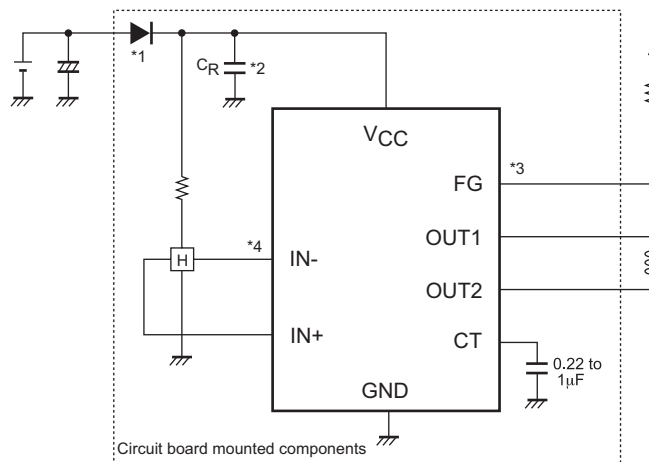 *1
CR
*2
VCC
*3
FG
*4
H
IN-
OUT1
OUT2
IN+
CT
0.22 to
1μF
GND
Circuit board mounted components